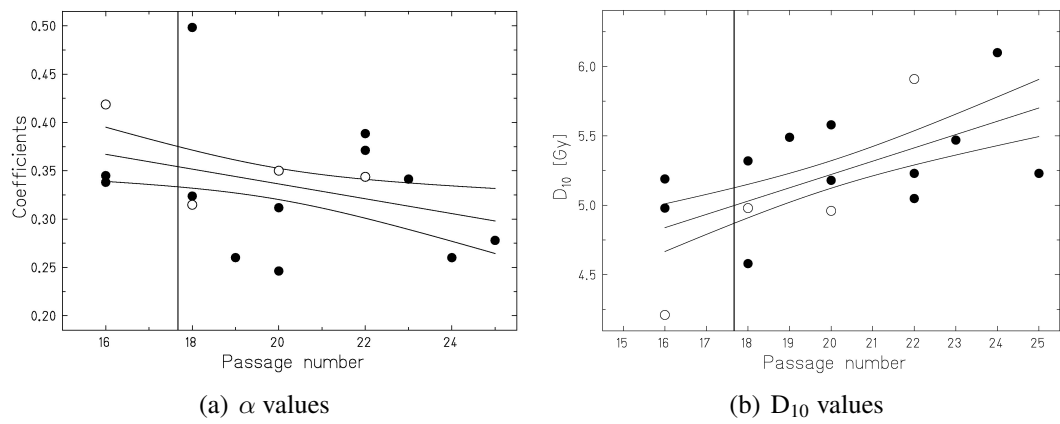 0.50
0.45
0.40
0.35
0.30
0.25
0.20
Coefficients
16 18 20 22 24
Passage number
(a) α values
6.0
5.5
5.0
4.5
D₁₀ [Gy]
15 16 17 18 19 20 21 22 23 24 25
Passage number
(b) D₁₀ values